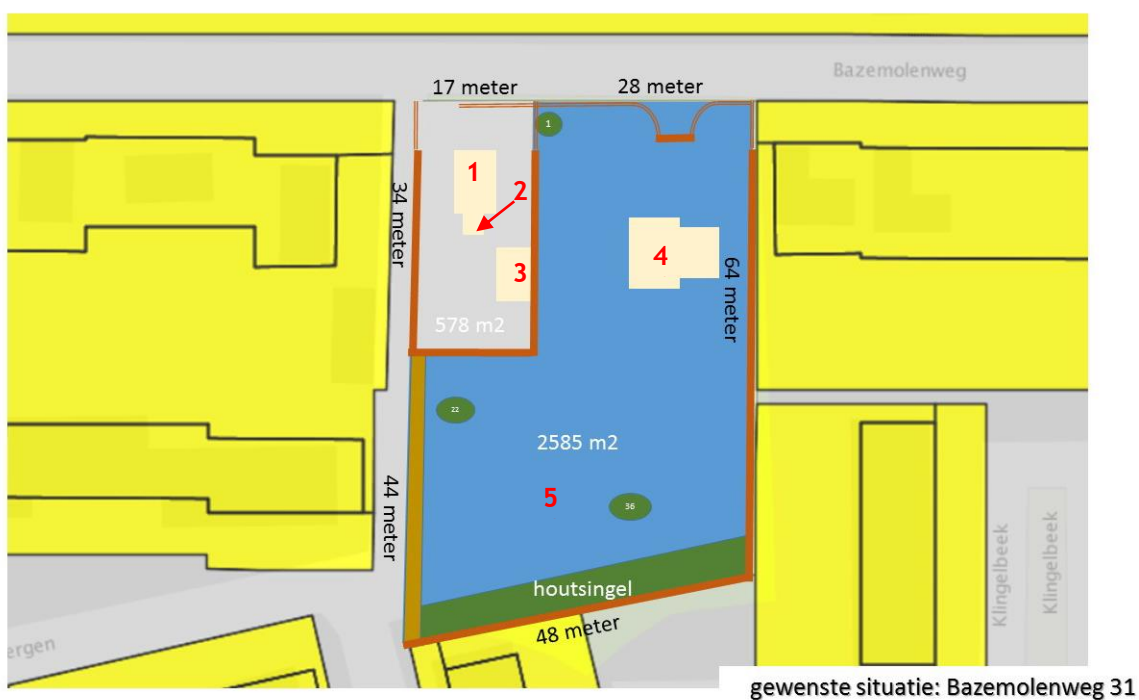 Bazemolenweg
17 meter
28 meter
1
1
2
34 meter
3
4
64 meter
578 m2
22
2585 m2
5
36
44 meter
houtsingel
48 meter
Klingelbeek
Klingelbeek
ergen
gewenste situatie: Bazemolenweg 31